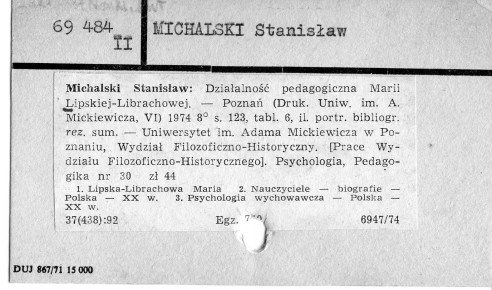 69 484
II
MICHALSKI Stanisław
Michalski Stanisław: Działalność pedagogiczna Marii
Lipskiej-Librachowej. — Poznań (Druk. Uniw. im. A.
Mickiewicza, VI) 1974 8° s. 123, tabl. 6, il. portr. bibliogr.
rez. sum. — Uniwersytet im. Adama Mickiewicza w Po-
znaniu, Wydział Filozoficzno-Historyczny. [Prace Wy-
działu Filozoficzno-Historycznego]. Psychologia, Pedago-
gika nr 30 zł 44
1. Lipska-Librachowa Maria 2. Nauczyciele — biografie —
Polska — XX w. 3. Psychologia wychowawcza — Polska —
XX w.
37(438):92 Egz. 6947/74
DUJ 867/71 15 000